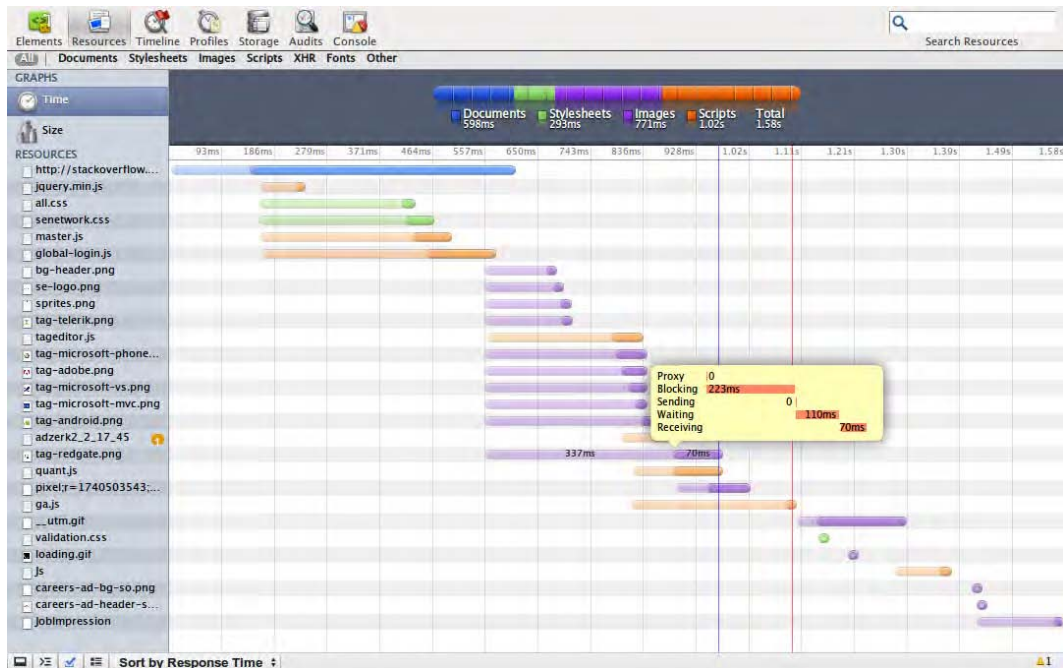 Elements Resources Timeline Profiles Storage Audits Console
Search Resources
All Documents Stylesheets Images Scripts XHR Fonts Other
GRAPHS
Time
Size
Documents 598ms Stylesheets 293ms Images 771ms Scripts 1.02s Total 1.58s
RESOURCES
93ms 186ms 279ms 371ms 464ms 557ms 650ms 743ms 836ms 928ms 1.02s 1.11s 1.21s 1.30s 1.39s 1.49s 1.58s
http://stackoverflow....
jquery.min.js
all.css
senetwork.css
master.js
global-login.js
bg-header.png
se-logo.png
sprites.png
tag-telerik.png
tageditor.js
tag-microsoft-phone...
tag-adobe.png
tag-microsoft-vs.png
tag-microsoft-mvc.png
tag-android.png
adzerk2_2_17_45
tag-redgate.png
337ms 70ms
quant.js
pixel;r=1740503543;...
ga.js
__utm.gif
validation.css
loading.gif
js
careers-ad-bg-so.png
careers-ad-header-s...
JobImpression
Proxy 0
Blocking 223ms
Sending 0
Waiting 110ms
Receiving 70ms
Sort by Response Time
1